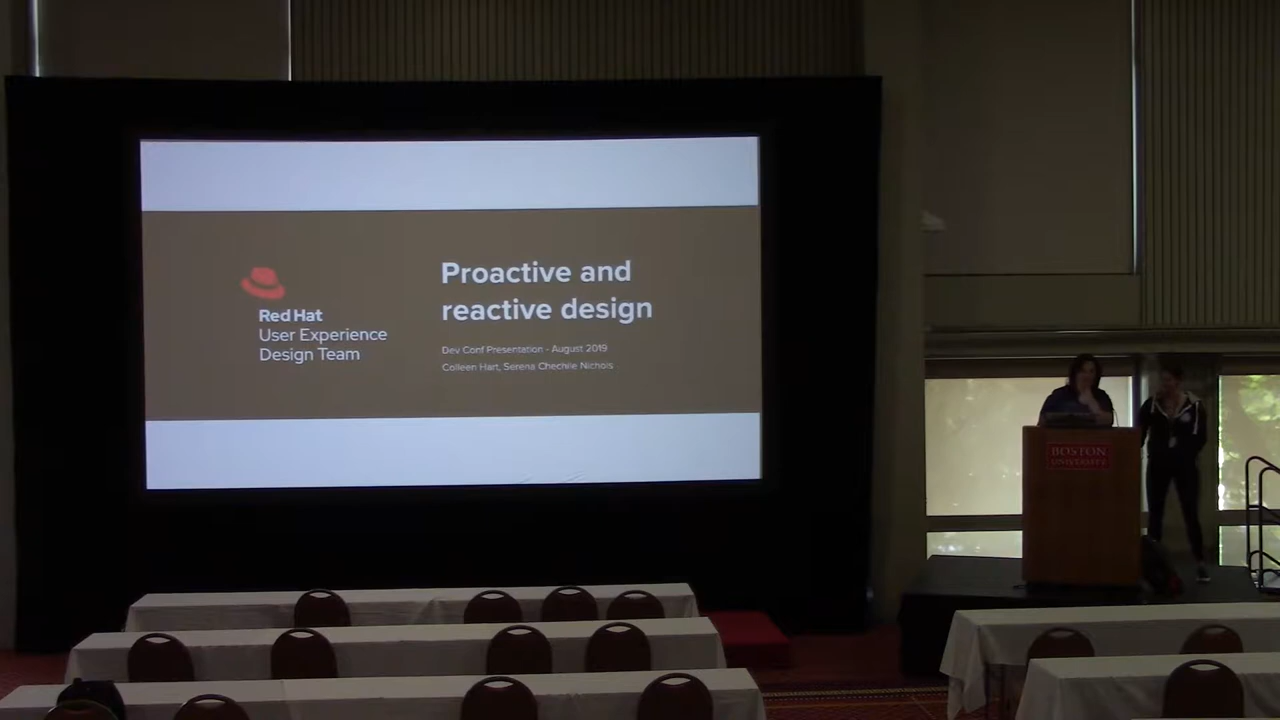 Red Hat
User Experience
Design Team
Proactive and
reactive design
Dev Conf Presentation - August 2019
Colleen Hart, Serena Chechile Nichols
BOSTON
UNIVERSITY